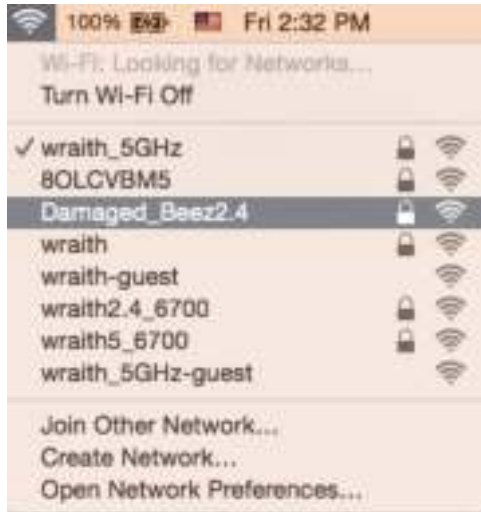 100% Fri 2:32 PM
Wi-Fi: Looking for Networks...
Turn Wi-Fi Off
wraith_5GHz
8OLCVBM5
Damaged_Beez2.4
wraith
wraith-guest
wraith2.4_6700
wraith5_6700
wraith_5GHz-guest
Join Other Network...
Create Network...
Open Network Preferences...